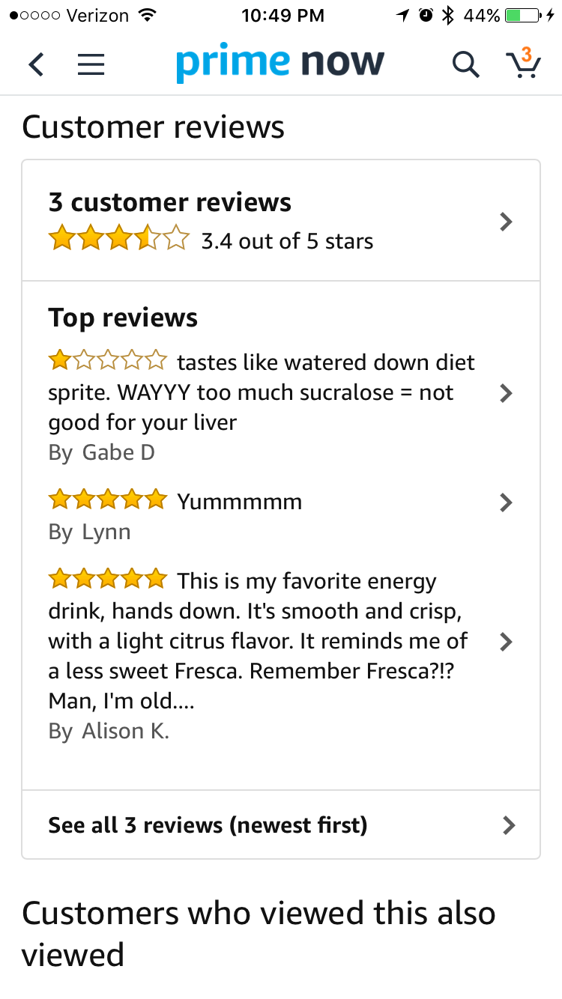 Verizon 10:49 PM 44%
prime now 3
Customer reviews
3 customer reviews
3.4 out of 5 stars
Top reviews
tastes like watered down diet
sprite. WAYYY too much sucralose = not
good for your liver
By Gabe D
Yummmmm
By Lynn
This is my favorite energy
drink, hands down. It's smooth and crisp,
with a light citrus flavor. It reminds me of
a less sweet Fresca. Remember Fresca?!?
Man, I'm old....
By Alison K.
See all 3 reviews (newest first)
Customers who viewed this also
viewed